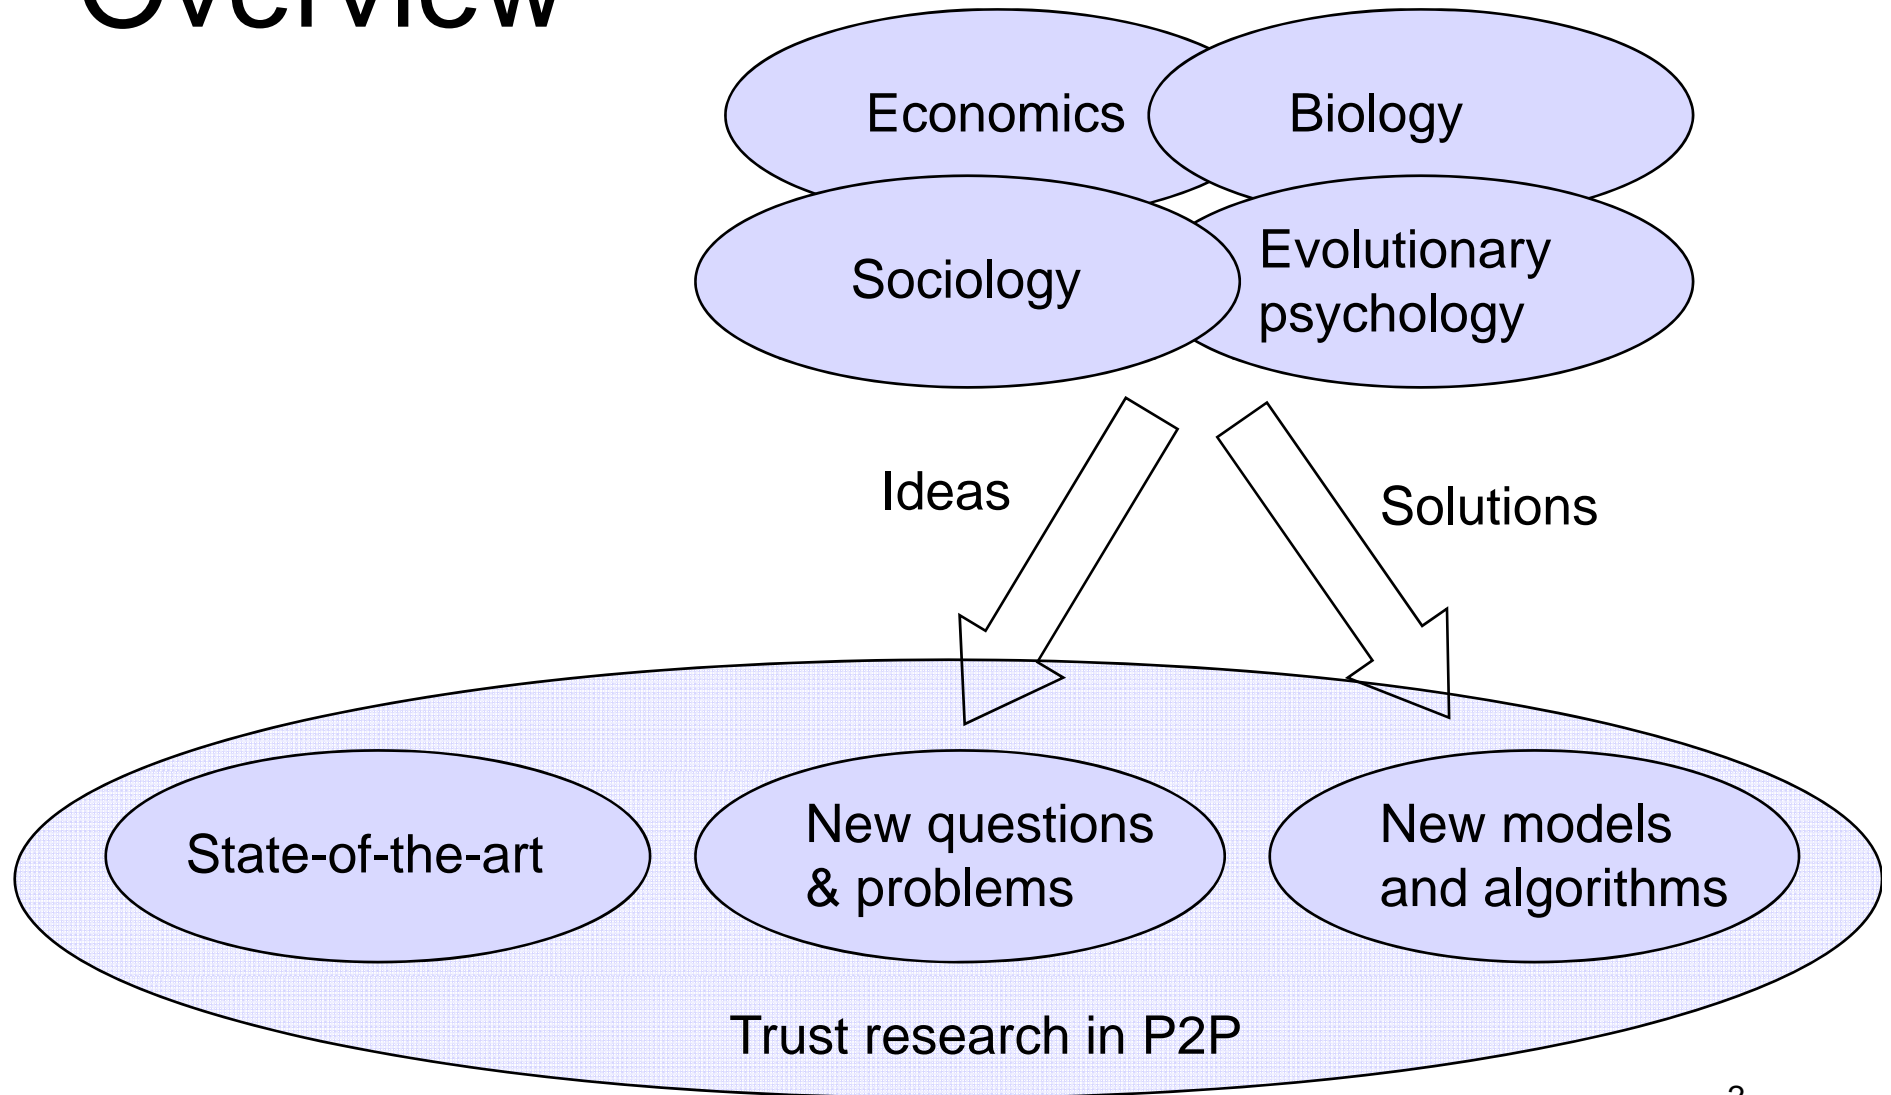 Overview
Economics
Biology
Sociology
Evolutionary
psychology
Ideas
Solutions
State-of-the-art
New questions
& problems
New models
and algorithms
Trust research in P2P